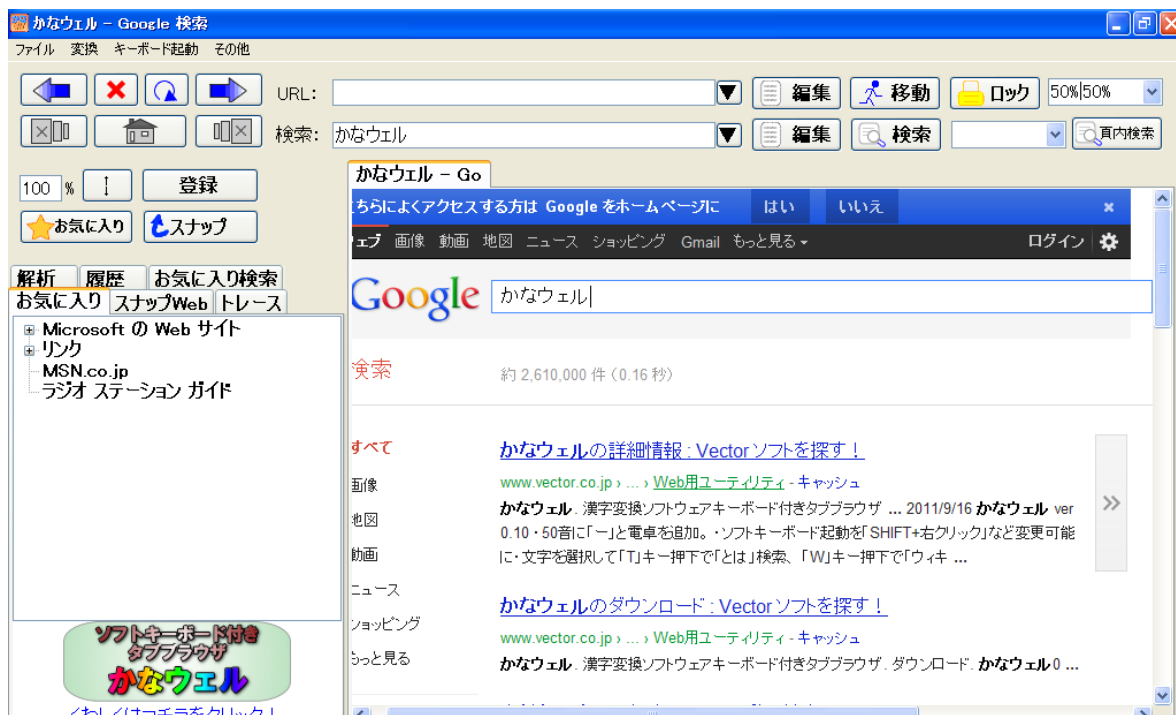 かなウェル - Google 検索
ファイル 変換 キーボード起動 その他
URL: 編集 移動 ロック 50%|50%
検索: かなウェル 編集 検索 頁内検索
100 % 登録
お気に入り スナップ
解析 履歴 お気に入り検索
お気に入り スナップWeb トレース
Microsoft の Web サイト
リンク
MSN.co.jp
ラジオ ステーション ガイド
ソフトキーボード付き
タブブラウザ
かなウェル
くわしくはコチラをクリック！
かなウェル - Go
ちらによくアクセスする方は Google をホームページに はい いいえ ×
ェブ 画像 動画 地図 ニュース ショッピング Gmail もっと見る ログイン
Google かなウェル
検索 約 2,610,000 件 (0.16 秒)
すべて
画像
地図
動画
ニュース
ショッピング
もっと見る
かなウェルの詳細情報 : Vector ソフトを探す！
www.vector.co.jp › ... › Web用ユーティリティ - キャッシュ
かなウェル. 漢字変換ソフトウェアキーボード付きタブブラウザ ... 2011/9/16 かなウェル ver
0.10・50音に「ー」と電卓を追加。・ソフトキーボード起動を「SHIFT+右クリック」など変更可能
に・文字を選択して「T」キー押下で「とは」検索、「W」キー押下で「ウィキ ...
かなウェルのダウンロード : Vector ソフトを探す！
www.vector.co.jp › ... › Web用ユーティリティ - キャッシュ
かなウェル. 漢字変換ソフトウェアキーボード付きタブブラウザ. ダウンロード. かなウェル0 ...